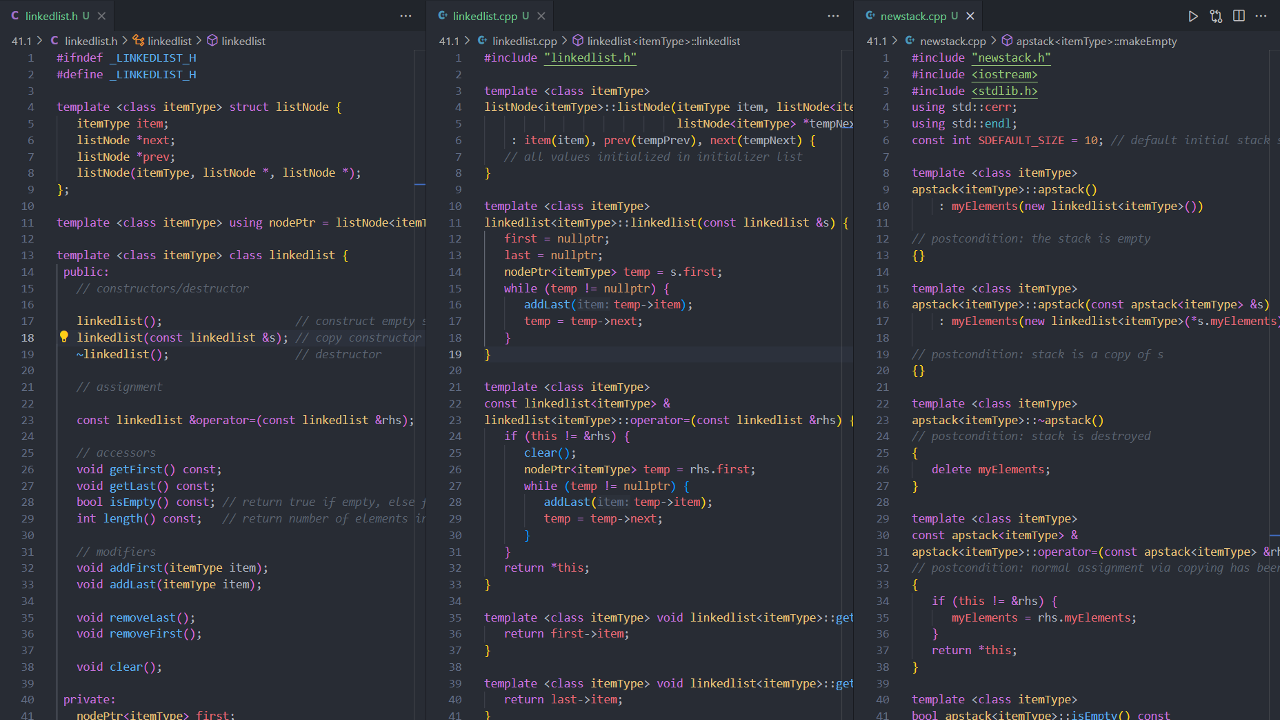 linkedlist.h U
41.1 > linkedlist.h > linkedlist > linkedlist
1 #ifndef _LINKEDLIST_H
2 #define _LINKEDLIST_H
3
4 template <class itemType> struct listNode {
5 itemType item;
6 listNode *next;
7 listNode *prev;
8 listNode(itemType, listNode *, listNode *);
9 };
10
11 template <class itemType> using nodePtr = listNode<itemT
12
13 template <class itemType> class linkedlist {
14 public:
15 // constructors/destructor
16
17 linkedlist(); // construct empty s
18 linkedlist(const linkedlist &s); // copy constructor
19 ~linkedlist(); // destructor
20
21 // assignment
22
23 const linkedlist &operator=(const linkedlist &rhs);
24
25 // accessors
26 void getFirst() const;
27 void getLast() const;
28 bool isEmpty() const; // return true if empty, else f
29 int length() const; // return number of elements in
30
31 // modifiers
32 void addFirst(itemType item);
33 void addLast(itemType item);
34
35 void removeLast();
36 void removeFirst();
37
38 void clear();
39
40 private:
41 nodePtr<itemType> first;
linkedlist.cpp U
41.1 > linkedlist.cpp > linkedlist<itemType>::linkedlist
1 #include "linkedlist.h"
2
3 template <class itemType>
4 listNode<itemType>::listNode(itemType item, listNode<ite
5 listNode<itemType> *tempNex
6 : item(item), prev(tempPrev), next(tempNext) {
7 // all values initialized in initializer list
8 }
9
10 template <class itemType>
11 linkedlist<itemType>::linkedlist(const linkedlist &s) {
12 first = nullptr;
13 last = nullptr;
14 nodePtr<itemType> temp = s.first;
15 while (temp != nullptr) {
16 addLast(item: temp->item);
17 temp = temp->next;
18 }
19 }
20
21 template <class itemType>
22 const linkedlist<itemType> &
23 linkedlist<itemType>::operator=(const linkedlist &rhs) {
24 if (this != &rhs) {
25 clear();
26 nodePtr<itemType> temp = rhs.first;
27 while (temp != nullptr) {
28 addLast(item: temp->item);
29 temp = temp->next;
30 }
31 }
32 return *this;
33 }
34
35 template <class itemType> void linkedlist<itemType>::get
36 return first->item;
37 }
38
39 template <class itemType> void linkedlist<itemType>::get
40 return last->item;
41 }
newstack.cpp U
41.1 > newstack.cpp > apstack<itemType>::makeEmpty
1 #include "newstack.h"
2 #include <iostream>
3 #include <stdlib.h>
4 using std::cerr;
5 using std::endl;
6 const int SDEFAULT_SIZE = 10; // default initial stack s
7
8 template <class itemType>
9 apstack<itemType>::apstack()
10 : myElements(new linkedlist<itemType>())
11
12 // postcondition: the stack is empty
13 {}
14
15 template <class itemType>
16 apstack<itemType>::apstack(const apstack<itemType> &s)
17 : myElements(new linkedlist<itemType>(*s.myElements)
18
19 // postcondition: stack is a copy of s
20 {}
21
22 template <class itemType>
23 apstack<itemType>::~apstack()
24 // postcondition: stack is destroyed
25 {
26 delete myElements;
27 }
28
29 template <class itemType>
30 const apstack<itemType> &
31 apstack<itemType>::operator=(const apstack<itemType> &rh
32 // postcondition: normal assignment via copying has been
33 {
34 if (this != &rhs) {
35 myElements = rhs.myElements;
36 }
37 return *this;
38 }
39
40 template <class itemType>
41 bool apstack<itemType>::isEmpty() const